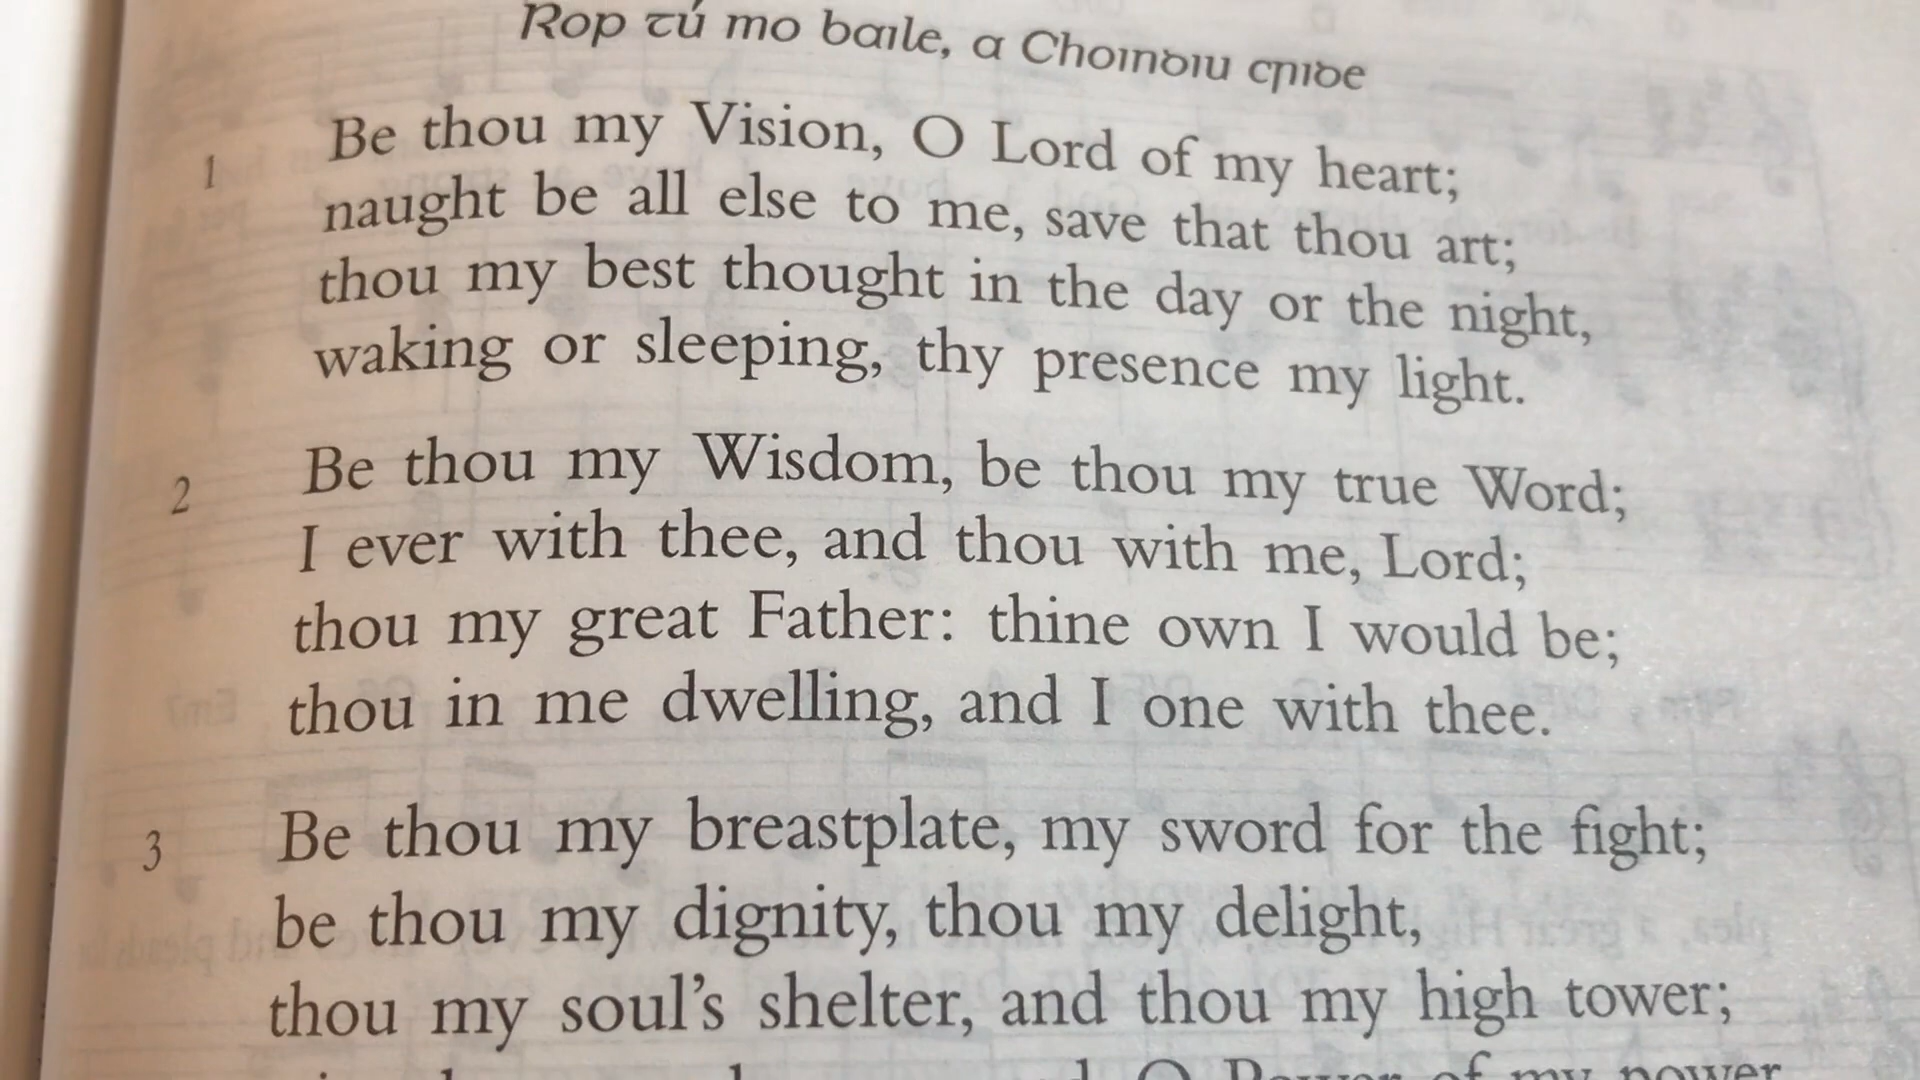 Rop tú mo baile, a Choimdiu cride
1 Be thou my Vision, O Lord of my heart;
naught be all else to me, save that thou art;
thou my best thought in the day or the night,
waking or sleeping, thy presence my light.
2 Be thou my Wisdom, be thou my true Word;
I ever with thee, and thou with me, Lord;
thou my great Father: thine own I would be;
thou in me dwelling, and I one with thee.
3 Be thou my breastplate, my sword for the fight;
be thou my dignity, thou my delight,
thou my soul’s shelter, and thou my high tower;
O Power of my power